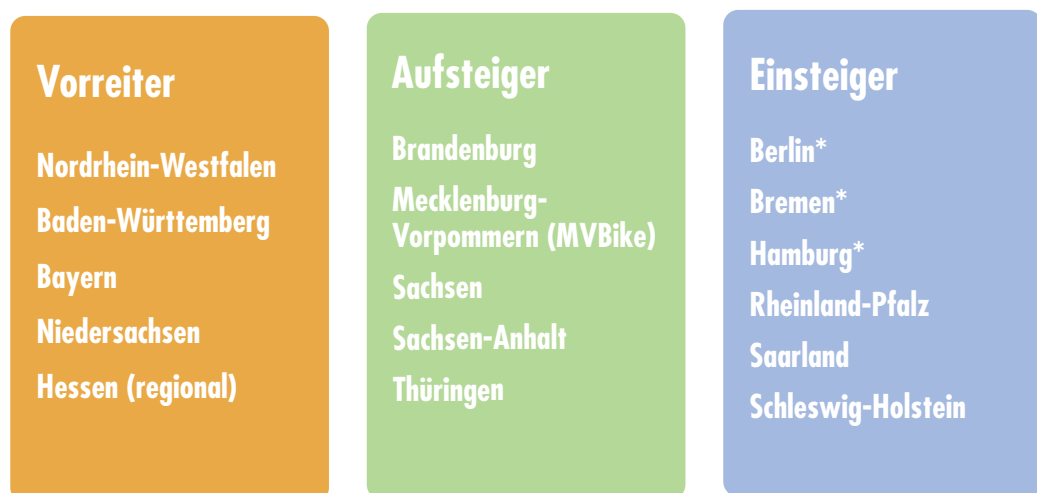 Vorreiter
Nordrhein-Westfalen
Baden-Württemberg
Bayern
Niedersachsen
Hessen (regional)
Aufsteiger
Brandenburg
Mecklenburg-
Vorpommern (MVBike)
Sachsen
Sachsen-Anhalt
Thüringen
Einsteiger
Berlin*
Bremen*
Hamburg*
Rheinland-Pfalz
Saarland
Schleswig-Holstein